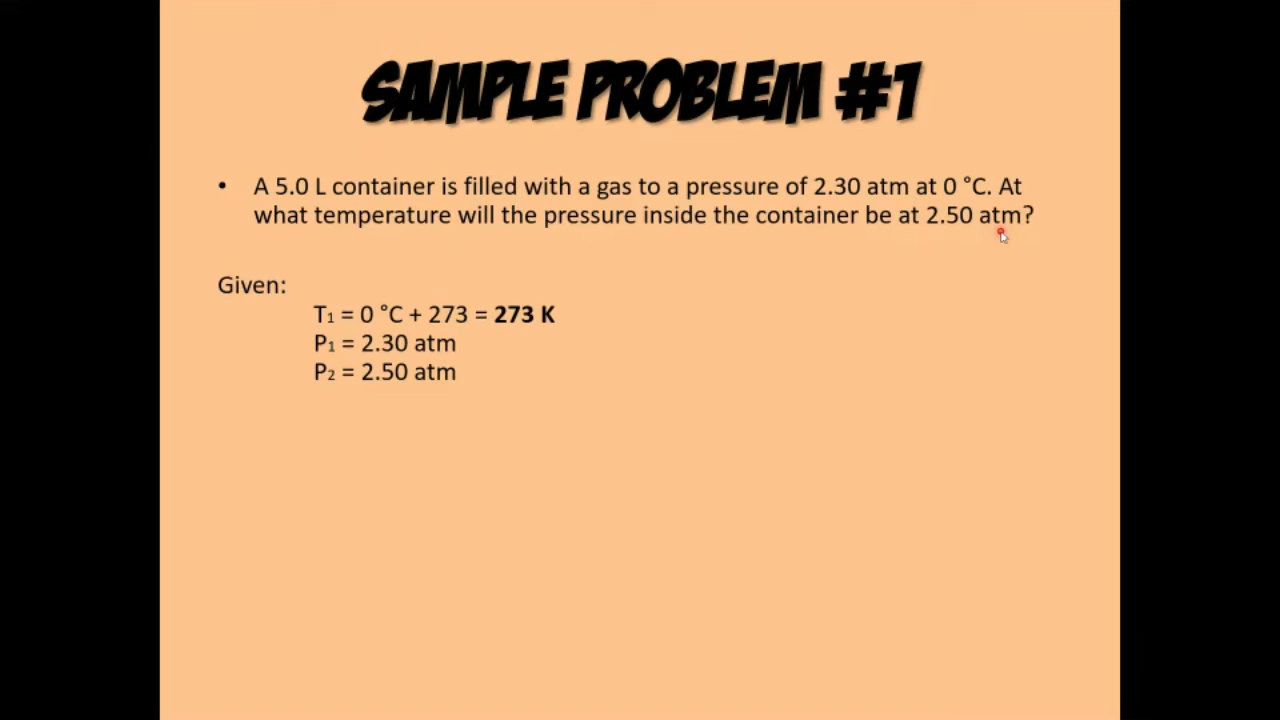 SAMPLE PROBLEM #1
• A 5.0 L container is filled with a gas to a pressure of 2.30 atm at 0 °C. At
what temperature will the pressure inside the container be at 2.50 atm?
Given:
T₁ = 0 °C + 273 = 273 K
P₁ = 2.30 atm
P₂ = 2.50 atm